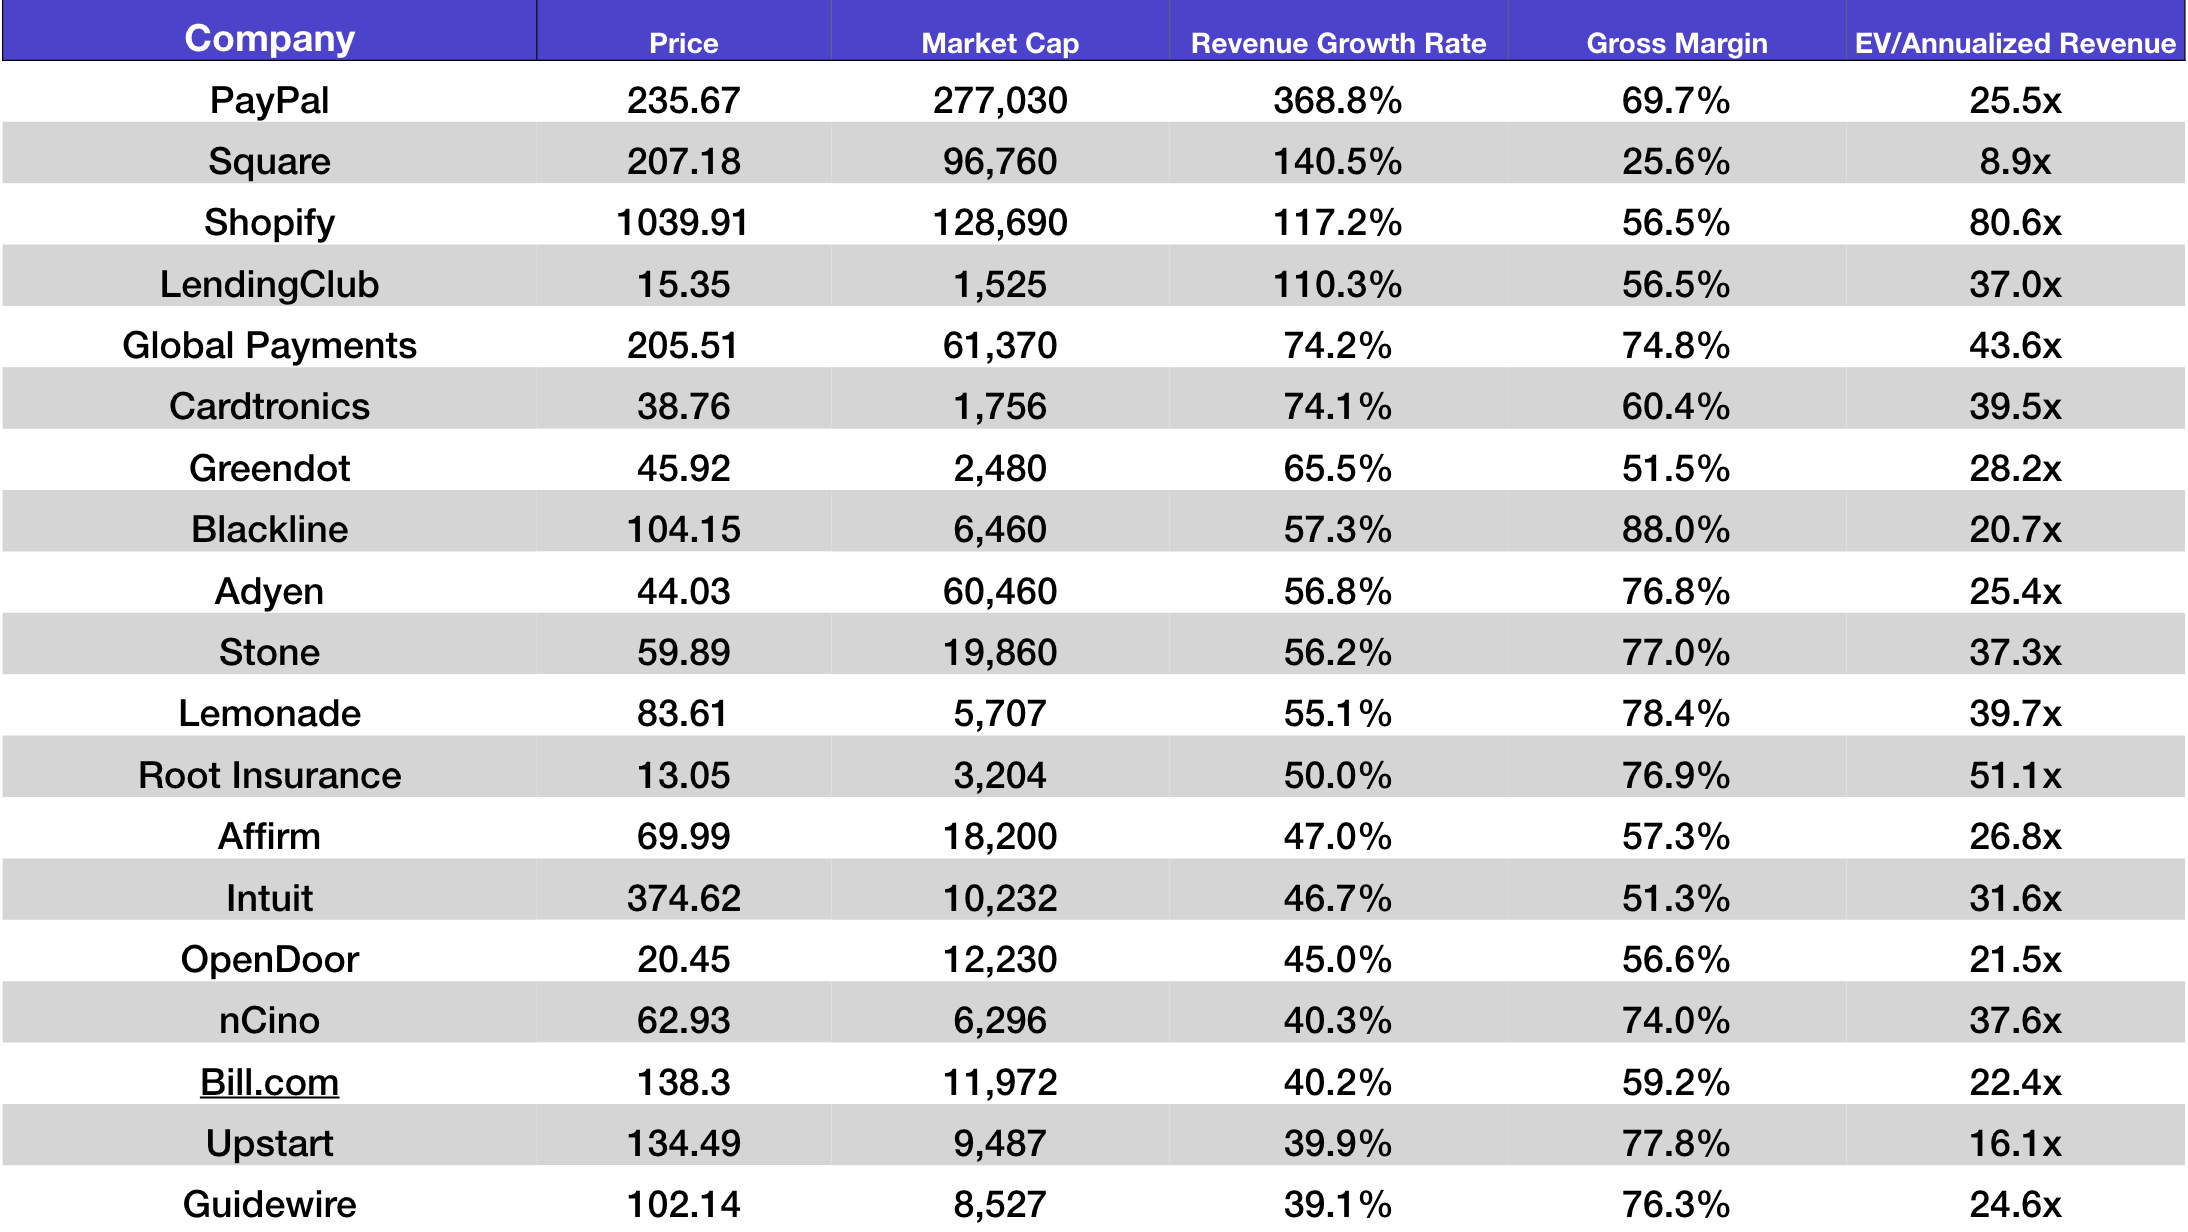 Company Price Market Cap Revenue Growth Rate Gross Margin EV/Annualized Revenue
PayPal 235.67 277,030 368.8% 69.7% 25.5x
Square 207.18 96,760 140.5% 25.6% 8.9x
Shopify 1039.91 128,690 117.2% 56.5% 80.6x
LendingClub 15.35 1,525 110.3% 56.5% 37.0x
Global Payments 205.51 61,370 74.2% 74.8% 43.6x
Cardtronics 38.76 1,756 74.1% 60.4% 39.5x
Greendot 45.92 2,480 65.5% 51.5% 28.2x
Blackline 104.15 6,460 57.3% 88.0% 20.7x
Adyen 44.03 60,460 56.8% 76.8% 25.4x
Stone 59.89 19,860 56.2% 77.0% 37.3x
Lemonade 83.61 5,707 55.1% 78.4% 39.7x
Root Insurance 13.05 3,204 50.0% 76.9% 51.1x
Affirm 69.99 18,200 47.0% 57.3% 26.8x
Intuit 374.62 10,232 46.7% 51.3% 31.6x
OpenDoor 20.45 12,230 45.0% 56.6% 21.5x
nCino 62.93 6,296 40.3% 74.0% 37.6x
Bill.com 138.3 11,972 40.2% 59.2% 22.4x
Upstart 134.49 9,487 39.9% 77.8% 16.1x
Guidewire 102.14 8,527 39.1% 76.3% 24.6x